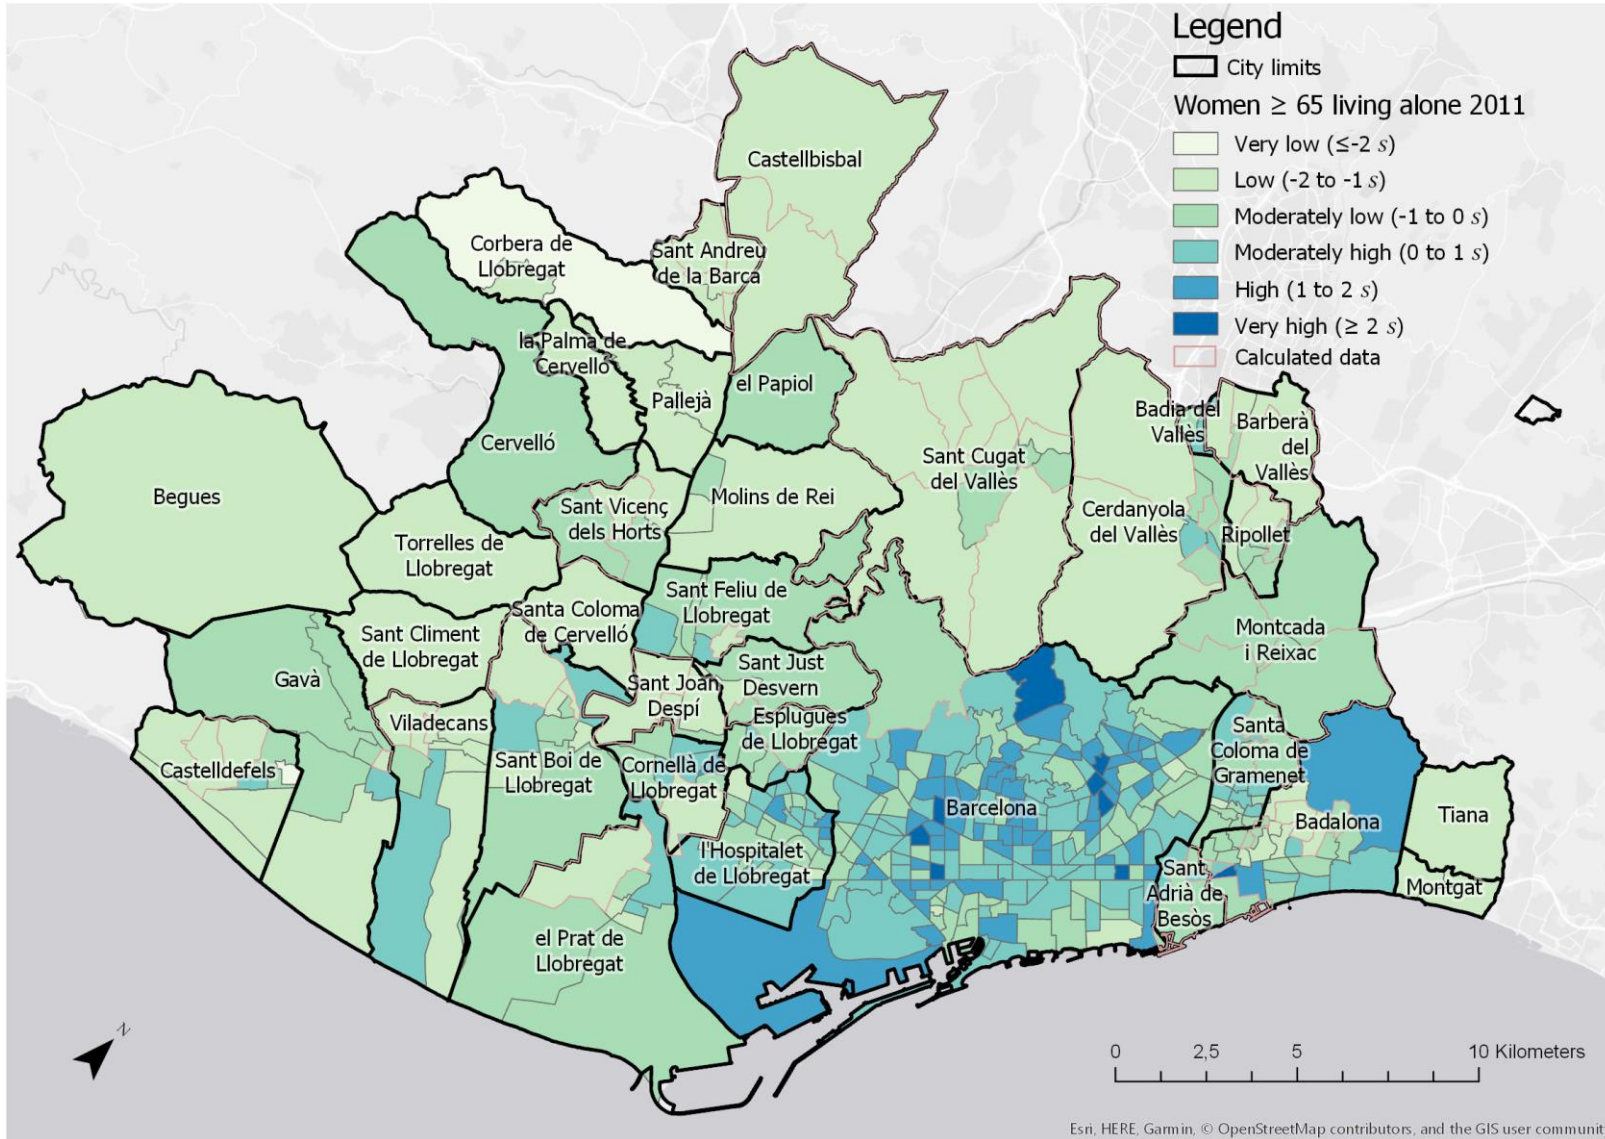 Legend
City limits
Women ≥ 65 living alone 2011
Very low (≤-2 s)
Low (-2 to -1 s)
Moderately low (-1 to 0 s)
Moderately high (0 to 1 s)
High (1 to 2 s)
Very high (≥ 2 s)
Calculated data
Castellbisbal
Corbera de
Llobregat
Sant Andreu
de la Barca
la Palma de
Cervelló
Pallejà
el Papiol
Cervelló
Badia del
Vallès
Barberà
del
Vallès
Sant Cugat
del Vallès
Begues
Molins de Rei
Sant Vicenç
dels Horts
Cerdanyola
del Vallès
Ripollet
Torrelles de
Llobregat
Sant Feliu de
Llobregat
Santa Coloma
de Cervelló
Sant Climent
de Llobregat
Montcada
i Reixac
Gavà
Sant Just
Desvern
Sant Joan
Despí
Viladecans
Esplugues
de Llobregat
Santa
Coloma de
Gramenet
Castelldefels
Sant Boi de
Llobregat
Cornellà de
Llobregat
Barcelona
Badalona
Tiana
l'Hospitalet
de Llobregat
Sant
Adrià de
Besòs
Montgat
el Prat de
Llobregat
N
0 2,5 5 10 Kilometers
Esri, HERE, Garmin, © OpenStreetMap contributors, and the GIS user communit